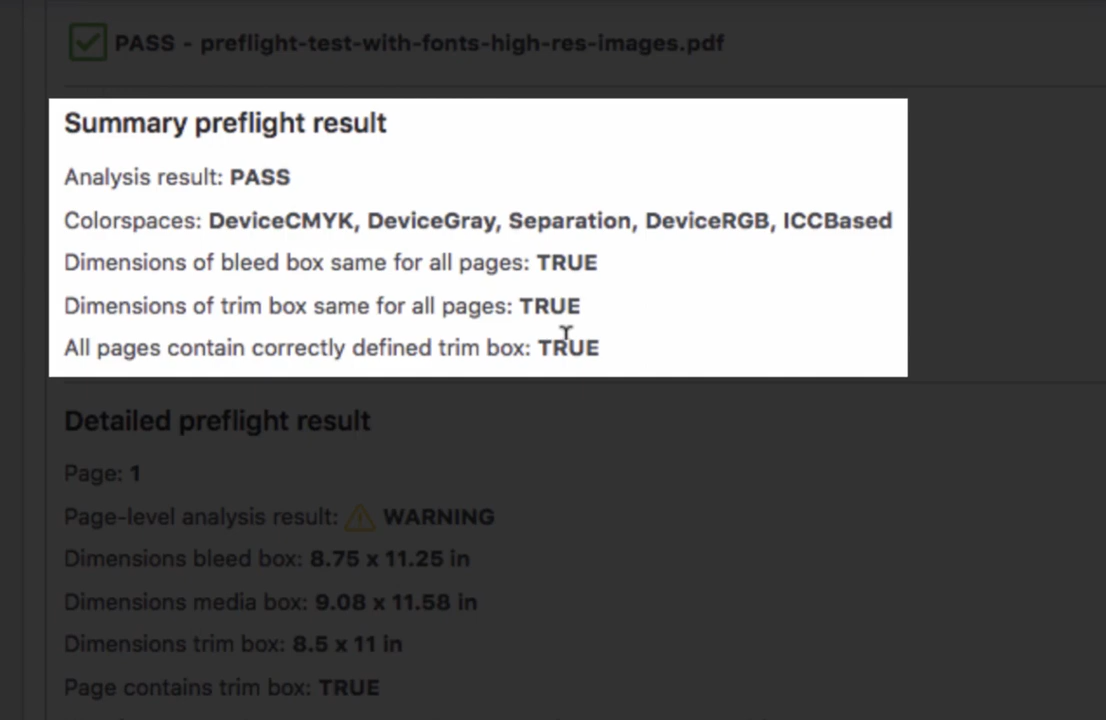 PASS - preflight-test-with-fonts-high-res-images.pdf
Summary preflight result
Analysis result: PASS
Colorspaces: DeviceCMYK, DeviceGray, Separation, DeviceRGB, ICCBased
Dimensions of bleed box same for all pages: TRUE
Dimensions of trim box same for all pages: TRUE
All pages contain correctly defined trim box: TRUE
Detailed preflight result
Page: 1
Page-level analysis result: WARNING
Dimensions bleed box: 8.75 x 11.25 in
Dimensions media box: 9.08 x 11.58 in
Dimensions trim box: 8.5 x 11 in
Page contains trim box: TRUE